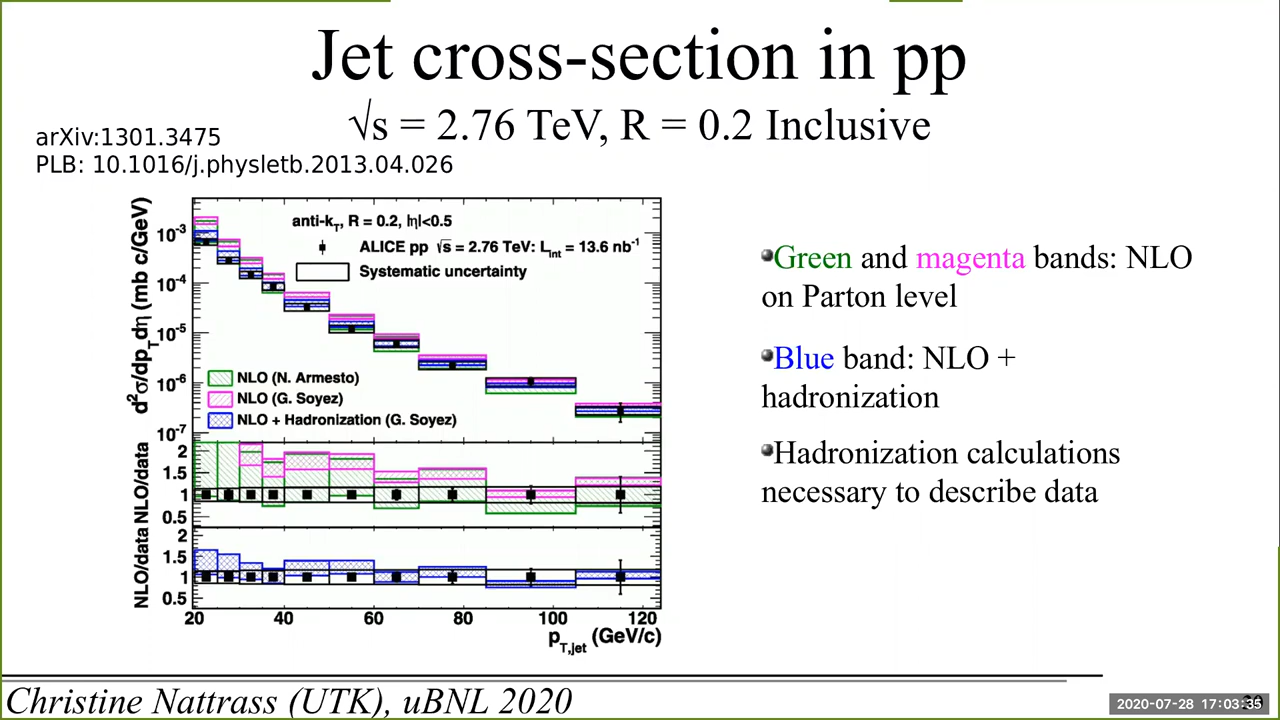 Jet cross-section in pp
√s = 2.76 TeV, R = 0.2 Inclusive
arXiv:1301.3475
PLB: 10.1016/j.physletb.2013.04.026
d²σ/dp_T dη (mb c/GeV)
10⁻³
10⁻⁴
10⁻⁵
10⁻⁶
10⁻⁷
anti-k_T, R = 0.2, |η|<0.5
ALICE pp √s = 2.76 TeV: L_int = 13.6 nb⁻¹
Systematic uncertainty
NLO (N. Armesto)
NLO (G. Soyez)
NLO + Hadronization (G. Soyez)
NLO/data
2
1.5
1
0.5
NLO/data
2
1.5
1
0.5
20 40 60 80 100 120
p_T,jet (GeV/c)
Green and magenta bands: NLO
on Parton level
Blue band: NLO +
hadronization
Hadronization calculations
necessary to describe data
Christine Nattrass (UTK), uBNL 2020
2020-07-28 17:03:35